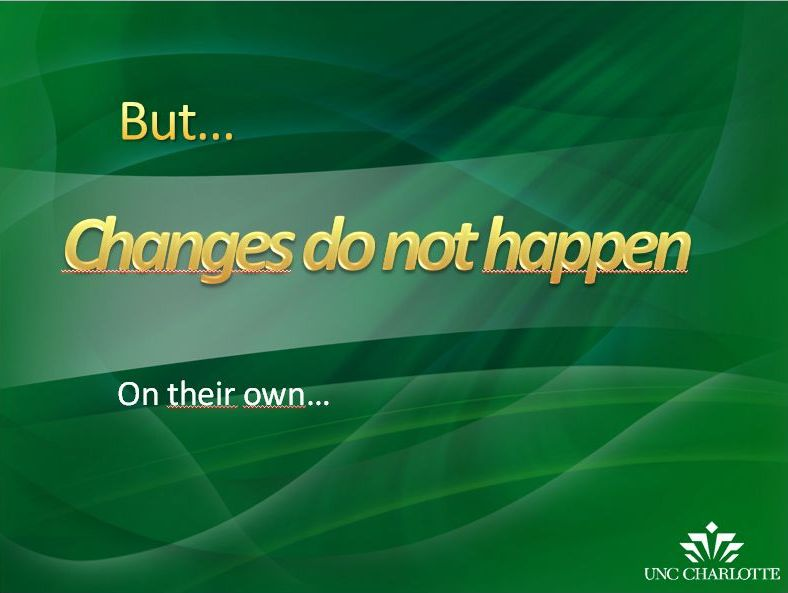 But...
Changes do not happen
On their own...
UNC CHARLOTTE